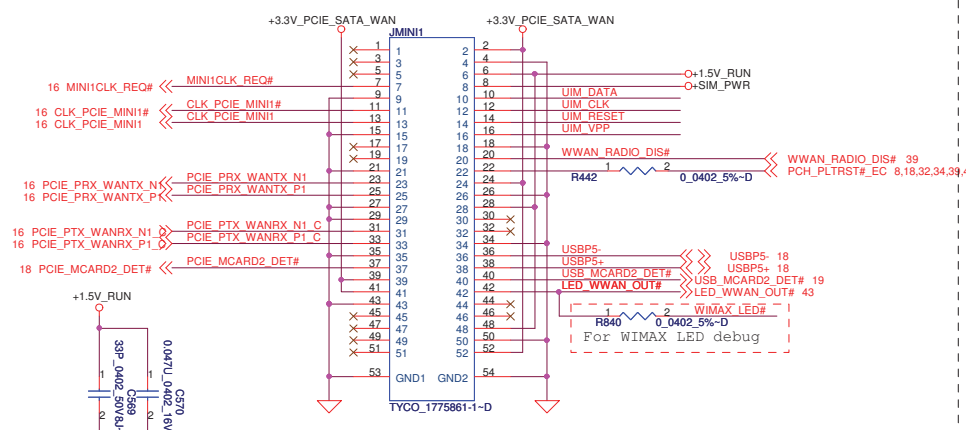 +3.3V_PCIE_SATA_WAN +3.3V_PCIE_SATA_WAN
JMINI1
1 1 2 2
3 3 4 4
5 5 6 6 +1.5V_RUN
16 MINI1CLK_REQ# MINI1CLK_REQ# 7 7 8 8 +SIM_PWR
9 9 10 10 UIM_DATA
16 CLK_PCIE_MINI1# CLK_PCIE_MINI1# 11 11 12 12 UIM_CLK
16 CLK_PCIE_MINI1 CLK_PCIE_MINI1 13 13 14 14 UIM_RESET
15 15 16 16 UIM_VPP
17 17 18 18
19 19 20 20 WWAN_RADIO_DIS# WWAN_RADIO_DIS# 39
21 21 22 22 R442 1 2 0_0402_5%~D PCH_PLTRST#_EC 8,18,32,34,39,4
16 PCIE_PRX_WANTX_N1 PCIE_PRX_WANTX_N1 23 23 24 24
16 PCIE_PRX_WANTX_P1 PCIE_PRX_WANTX_P1 25 25 26 26
27 27 28 28
29 29 30 30
16 PCIE_PTX_WANRX_N1_C PCIE_PTX_WANRX_N1_C 31 31 32 32
16 PCIE_PTX_WANRX_P1_C PCIE_PTX_WANRX_P1_C 33 33 34 34
35 35 36 36 USBP5- USBP5- 18
18 PCIE_MCARD2_DET# PCIE_MCARD2_DET# 37 37 38 38 USBP5+ USBP5+ 18
39 39 40 40 USB_MCARD2_DET# USB_MCARD2_DET# 19
41 41 42 42 LED_WWAN_OUT# LED_WWAN_OUT# 43
43 43 44 44
45 45 46 46 R840 1 2 0_0402_5%~D WIMAX_LED#
47 47 48 48
For WIMAX LED debug
49 49 50 50
51 51 52 52
53 GND1 GND2 54
TYCO_1775861-1~D
+1.5V_RUN
1 2 C569
33P_0402_50V8J
1 2 C570
0.047U_0402_16V